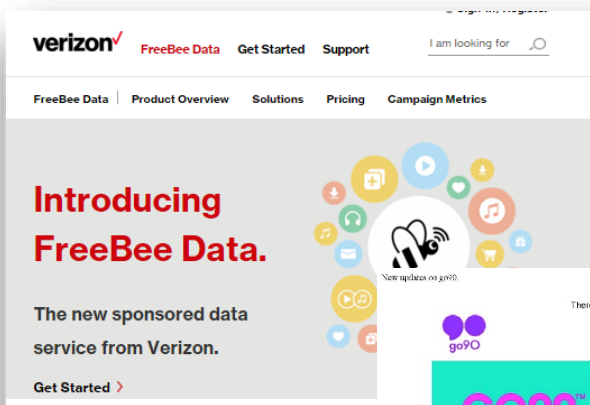 verizon
FreeBee Data Get Started Support
I am looking for
FreeBee Data Product Overview Solutions Pricing Campaign Metrics
Introducing
FreeBee Data.
The new sponsored data
service from Verizon.
Get Started >
New updates on go90.
go90